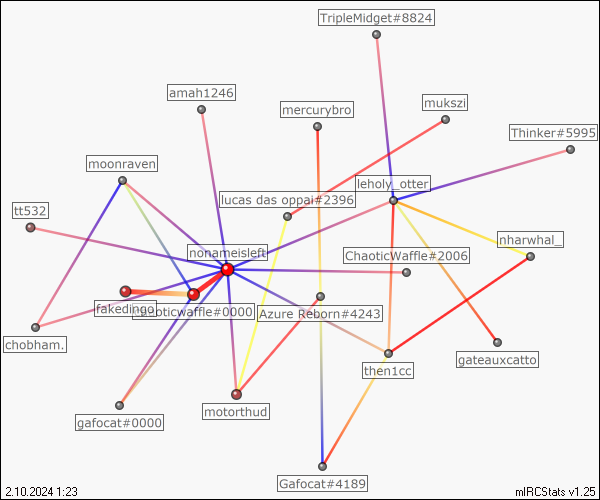 TripleMidget#8824
amah1246
mukszi
mercurybro
Thinker#5995
moonraven
leholy_otter
lucas das oppai#2396
tt532
nharwhal_
nonameisleft
ChaoticWaffle#2006
fakedingo
chaoticwaffle#0000
Azure Reborn#4243
chobham.
gateauxcatto
then1cc
motorthud
gafocat#0000
Gafocat#4189
2.10.2024 1:23
mIRCStats v1.25